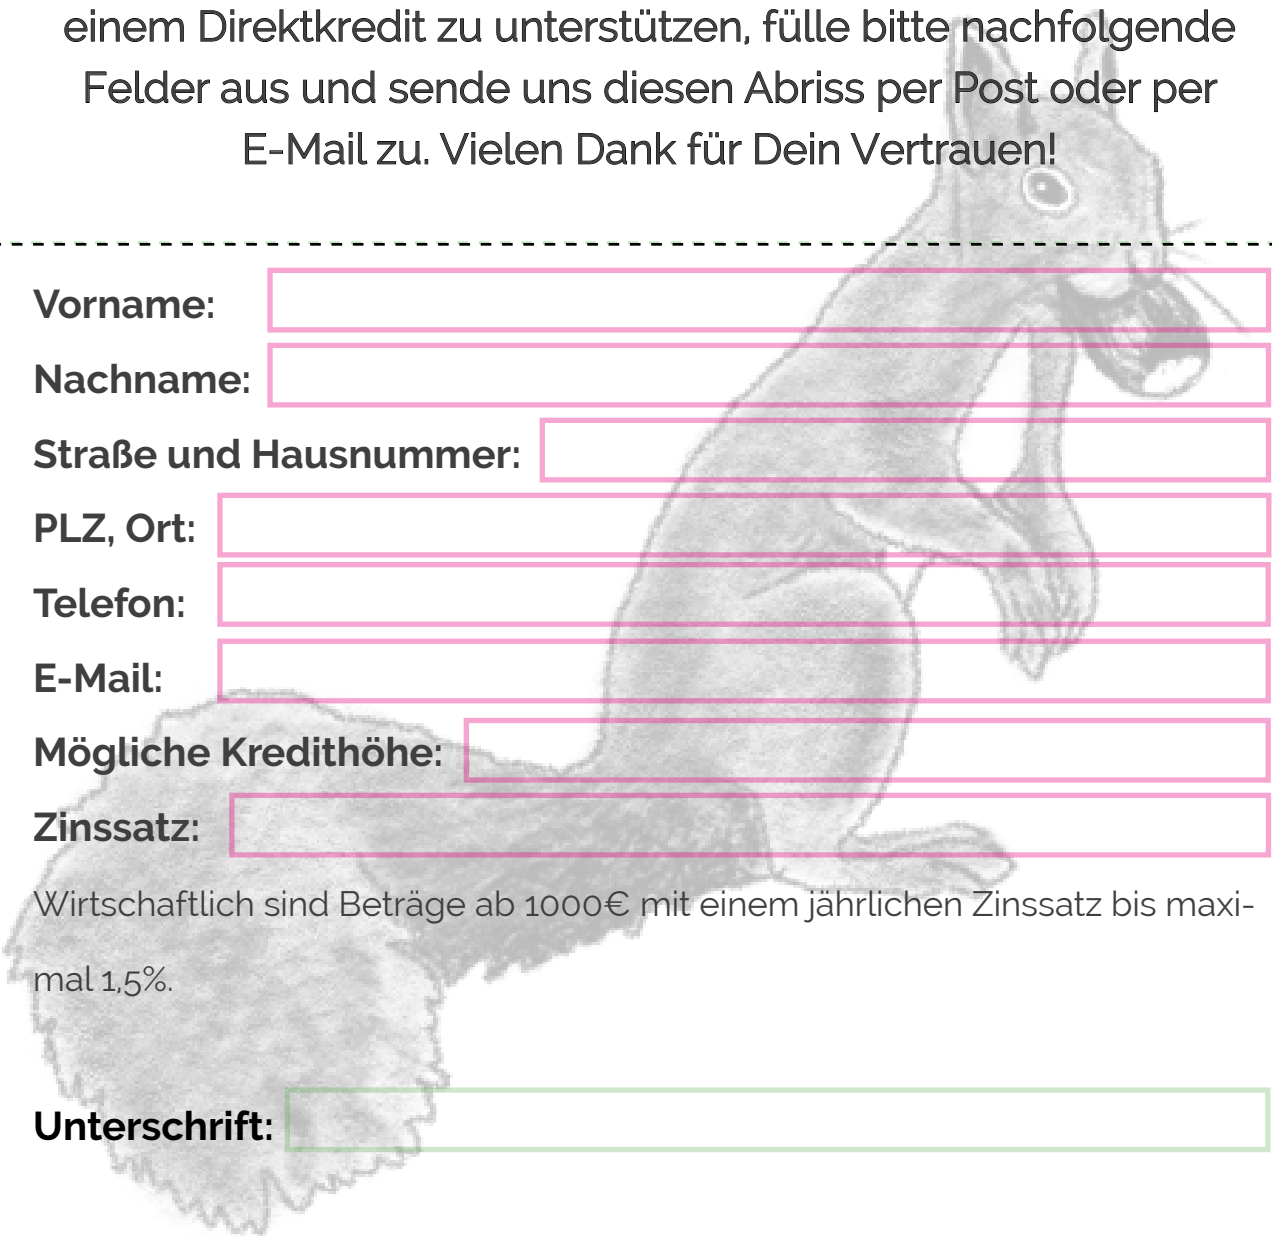 einem Direktkredit zu unterstützen, fülle bitte nachfolgende
Felder aus und sende uns diesen Abriss per Post oder per
E-Mail zu. Vielen Dank für Dein Vertrauen!
Vorname:
Nachname:
Straße und Hausnummer:
PLZ, Ort:
Telefon:
E-Mail:
Mögliche Kredithöhe:
Zinssatz:
Wirtschaftlich sind Beträge ab 1000€ mit einem jährlichen Zinssatz bis maxi-
mal 1,5%.
Unterschrift: